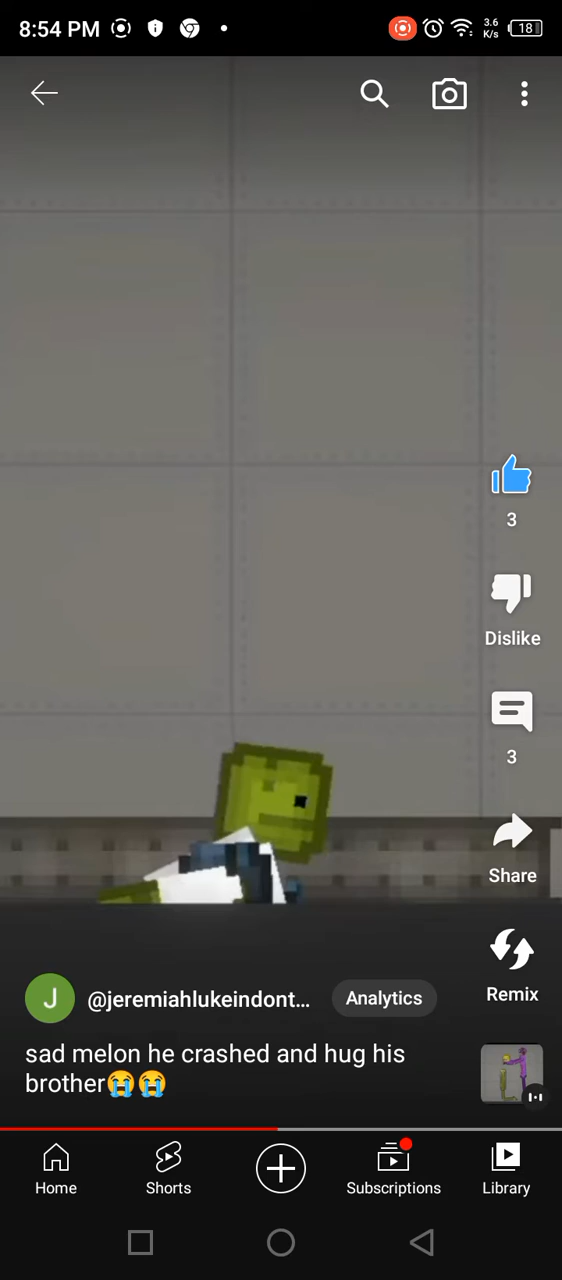 8:54 PM
3.6
K/s
18
3
Dislike
3
Share
Remix
J
@jeremiahlukeindont...
Analytics
sad melon he crashed and hug his
brother😭😭
Home
Shorts
Subscriptions
Library